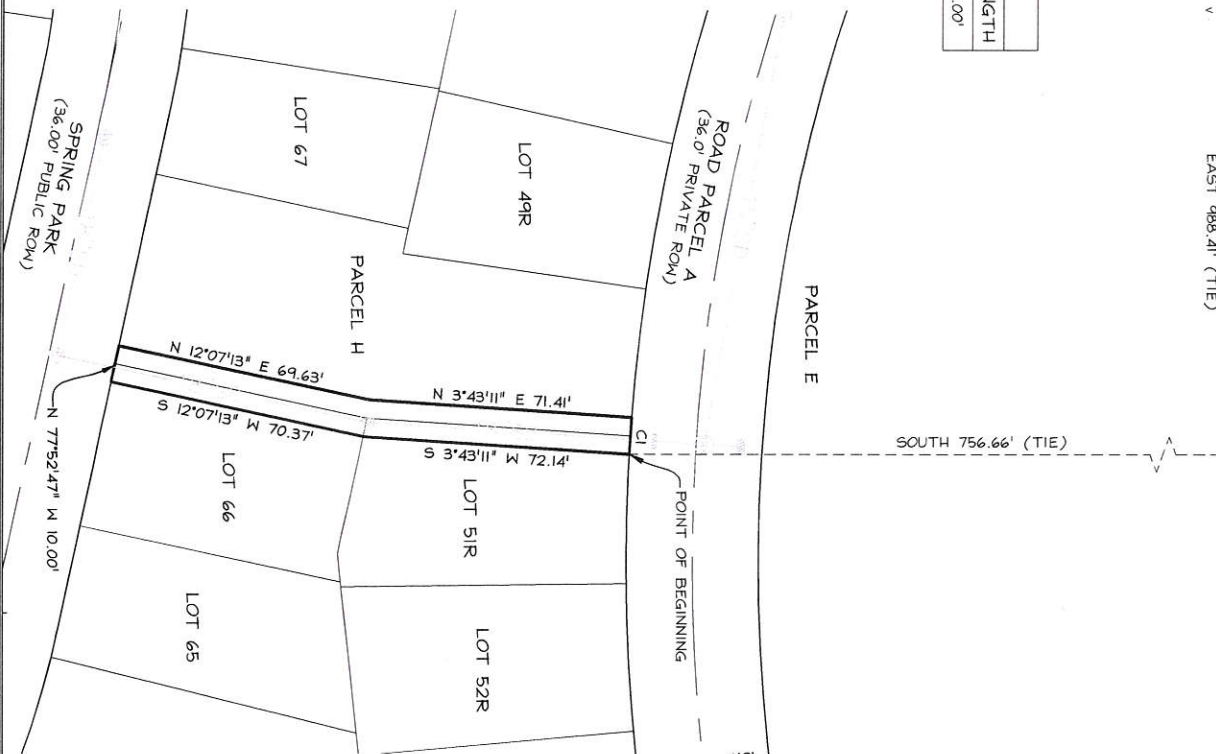 NGTH
.00'
EAST 988.41' (TIE)
SPRING PARK
(36.00' PUBLIC ROW)
LOT 67
LOT 49R
ROAD PARCEL A
(36.0' PRIVATE ROW)
PARCEL E
PARCEL H
N 12°07'13" E 69.63'
N 3°43'11" E 71.41'
C1
SOUTH 756.66' (TIE)
S 12°07'13" W 70.37'
S 3°43'11" W 72.14'
N 77°52'47" W 10.00'
POINT OF BEGINNING
LOT 66
LOT 51R
LOT 65
LOT 52R